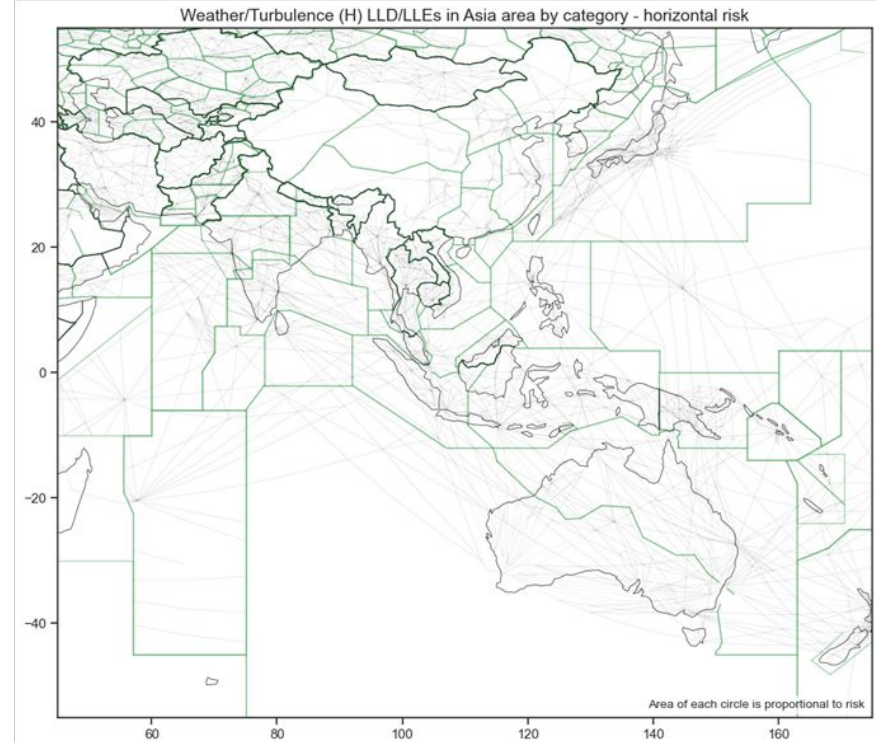 Weather/Turbulence (H) LLD/LLEs in Asia area by category - horizontal risk
40
20
0
−20
−40
Area of each circle is proportional to risk
60 80 100 120 140 160